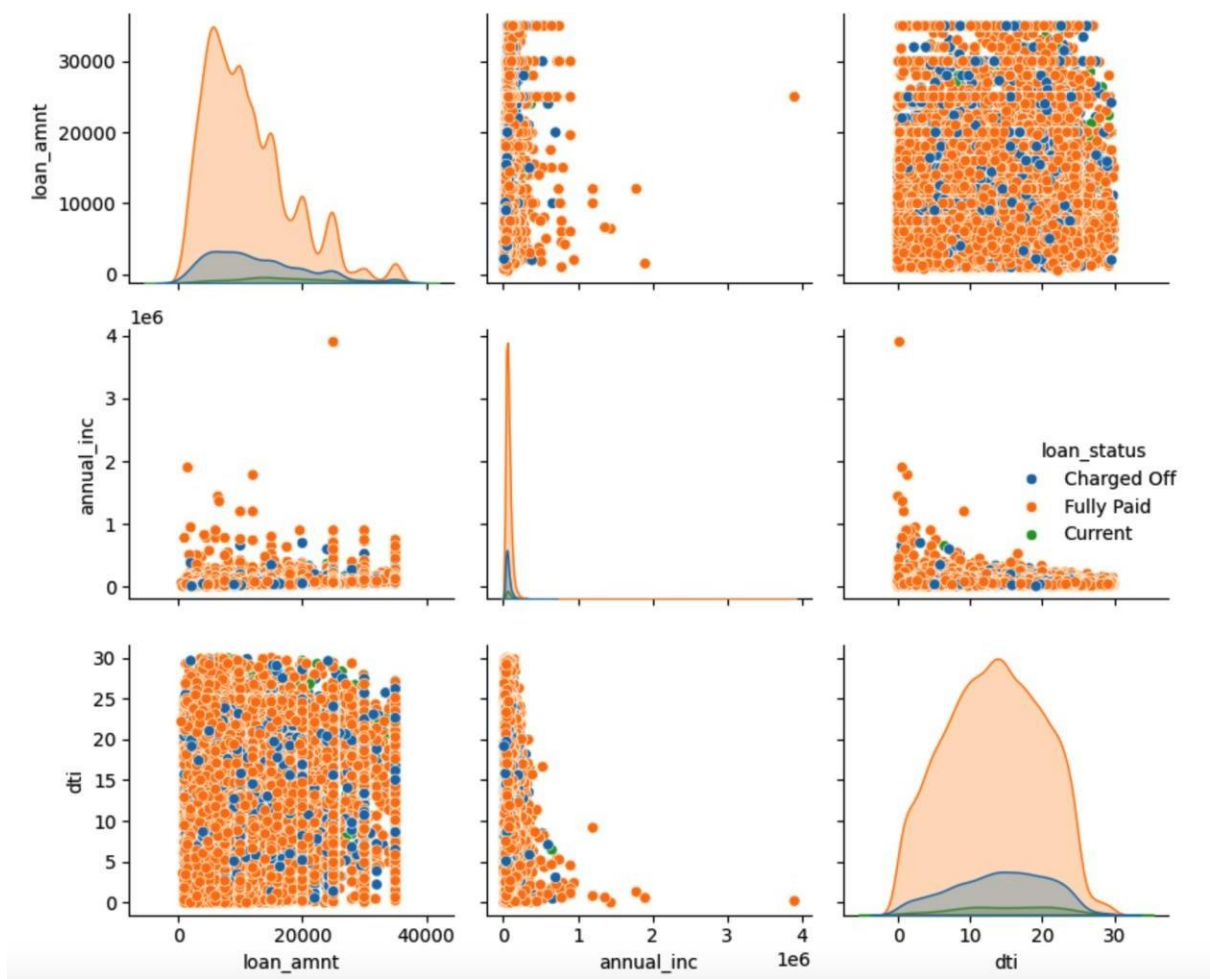 loan_amnt
30000
20000
10000
0
1e6
annual_inc
4
3
2
1
0
loan_status
Charged Off
Fully Paid
Current
dti
30
25
20
15
10
5
0
0 20000 40000
0 1 2 3 4
0 10 20 30
1e6
loan_amnt annual_inc dti